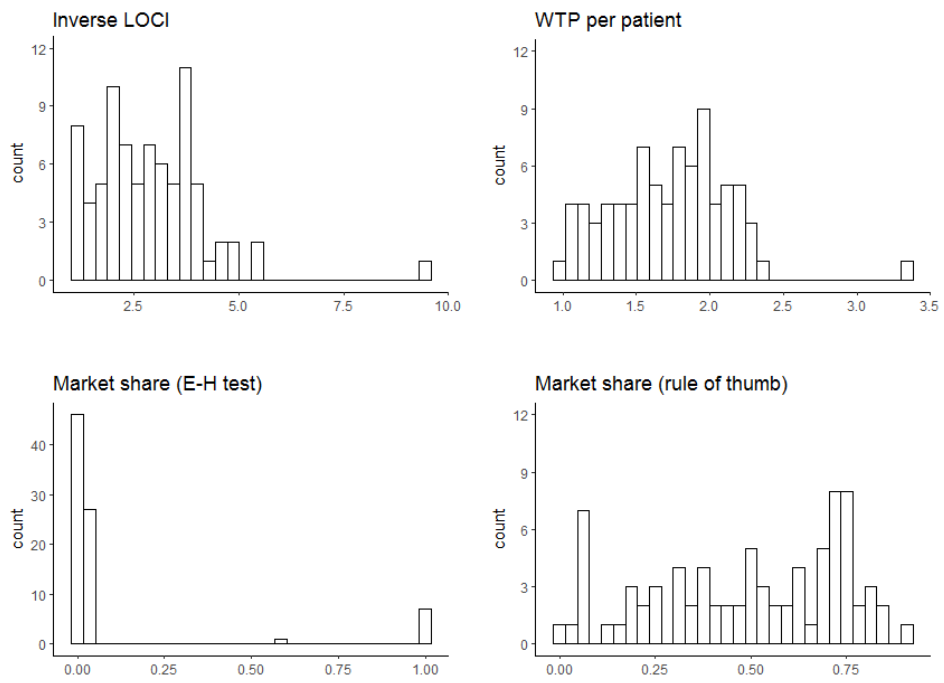 Inverse LOCI
12
9
6
3
0
count
2.5 5.0 7.5 10.0
WTP per patient
12
9
6
3
0
count
1.0 1.5 2.0 2.5 3.0 3.5
Market share (E-H test)
40
30
20
10
0
count
0.00 0.25 0.50 0.75 1.00
Market share (rule of thumb)
12
9
6
3
0
count
0.00 0.25 0.50 0.75